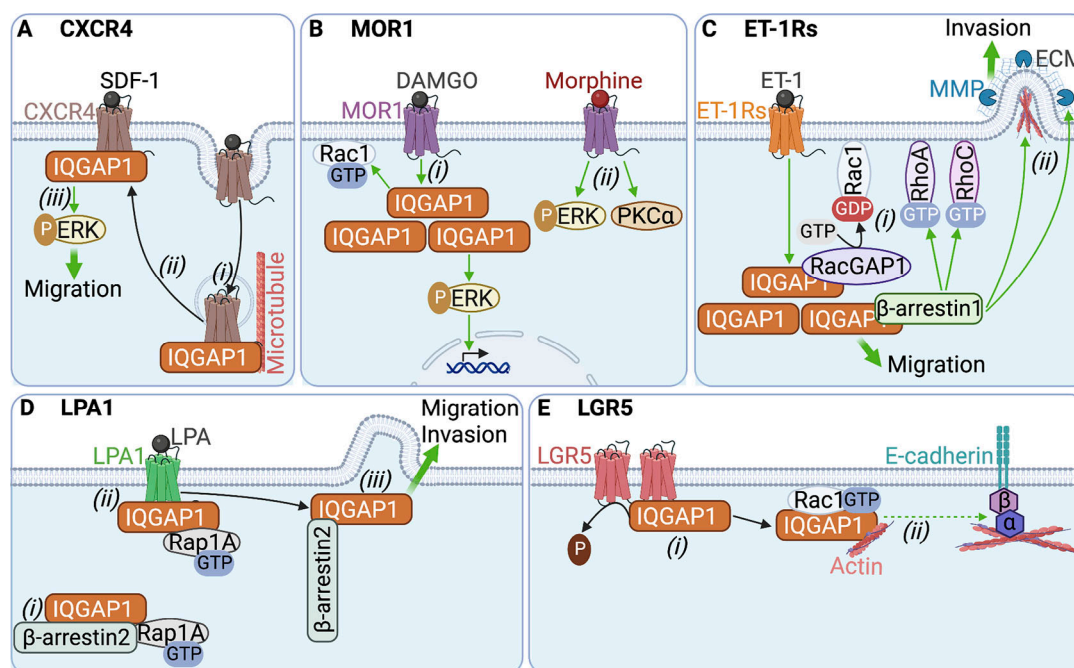 A CXCR4
SDF-1
CXCR4
IQGAP1
(iii)
P ERK
Migration
(ii)
(i)
IQGAP1
Microtubule
B MOR1
DAMGO
Morphine
MOR1
Rac1
GTP
(i)
(ii)
IQGAP1
P ERK
PKCα
IQGAP1 IQGAP1
P ERK
C ET-1Rs
Invasion
ECM
ET-1
MMP
ET-1Rs
Rac1
RhoA
RhoC
(ii)
GDP
(i)
GTP
GTP
GTP
RacGAP1
IQGAP1
β-arrestin1
IQGAP1 IQGAP1
Migration
D LPA1
Migration
Invasion
LPA
LPA1
(ii)
(iii)
IQGAP1
IQGAP1
Rap1A
GTP
β-arrestin2
(i) IQGAP1
β-arrestin2
Rap1A
GTP
E LGR5
LGR5
E-cadherin
IQGAP1
Rac1 GTP
IQGAP1
β
α
P
(i)
(ii)
Actin